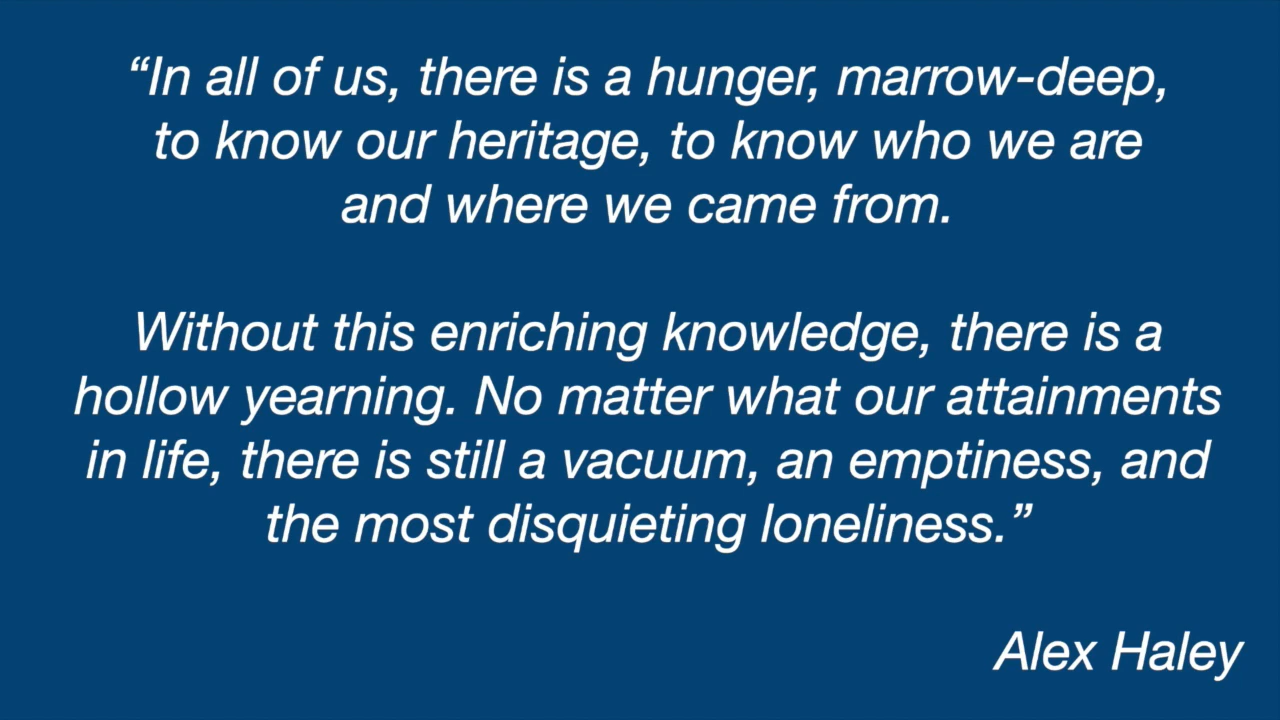 “In all of us, there is a hunger, marrow-deep,
to know our heritage, to know who we are
and where we came from.
Without this enriching knowledge, there is a
hollow yearning. No matter what our attainments
in life, there is still a vacuum, an emptiness, and
the most disquieting loneliness.”
Alex Haley